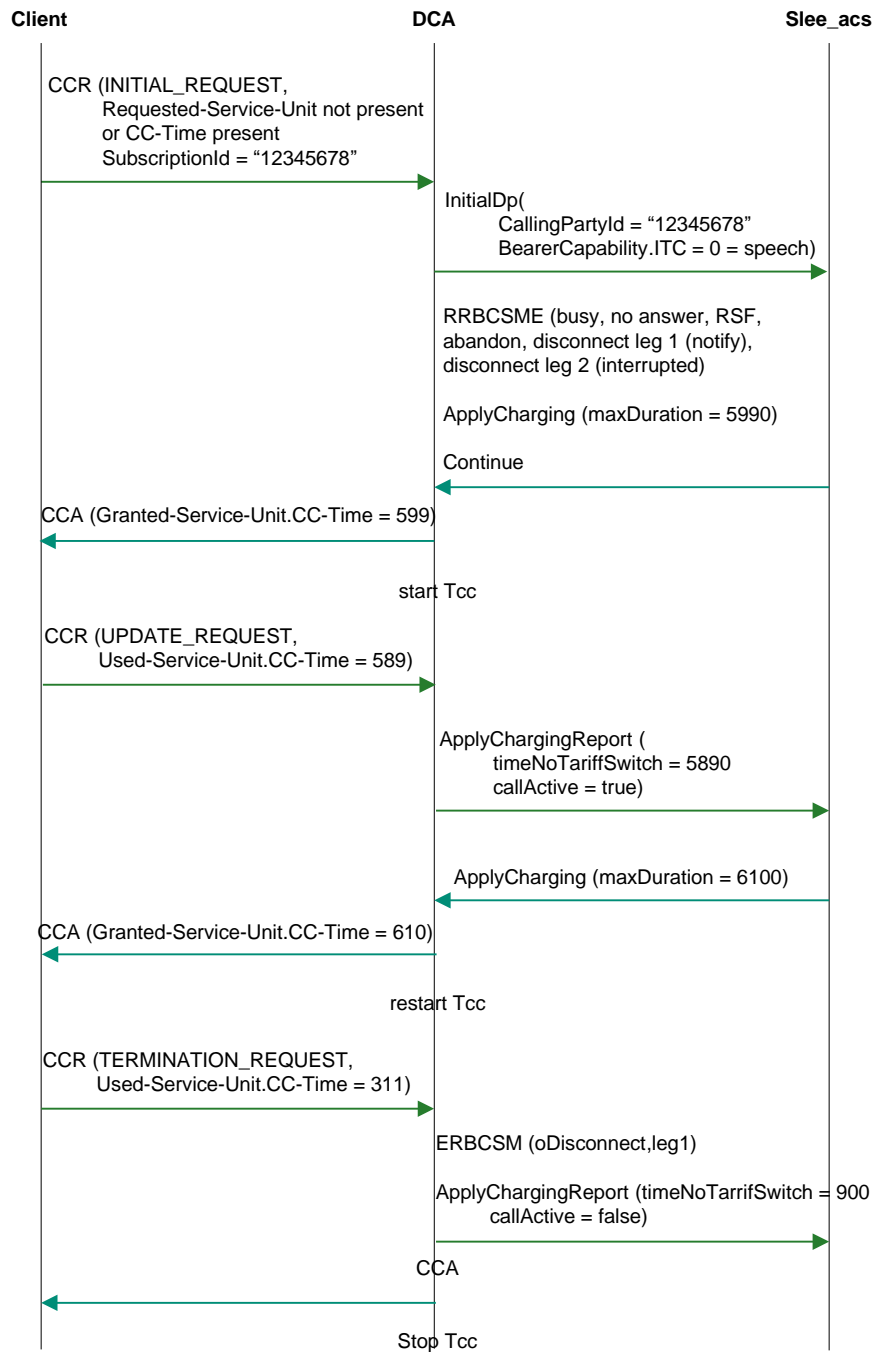 Client DCA Slee_acs
CCR (INITIAL_REQUEST,
Requested-Service-Unit not present
or CC-Time present
SubscriptionId = “12345678”
InitialDp(
CallingPartyId = “12345678”
BearerCapability.ITC = 0 = speech)
RRBCSME (busy, no answer, RSF,
abandon, disconnect leg 1 (notify),
disconnect leg 2 (interrupted)
ApplyCharging (maxDuration = 5990)
Continue
CCA (Granted-Service-Unit.CC-Time = 599)
start Tcc
CCR (UPDATE_REQUEST,
Used-Service-Unit.CC-Time = 589)
ApplyChargingReport (
timeNoTariffSwitch = 5890
callActive = true)
ApplyCharging (maxDuration = 6100)
CCA (Granted-Service-Unit.CC-Time = 610)
restart Tcc
CCR (TERMINATION_REQUEST,
Used-Service-Unit.CC-Time = 311)
ERBCSM (oDisconnect,leg1)
ApplyChargingReport (timeNoTarrifSwitch = 900
callActive = false)
CCA
Stop Tcc